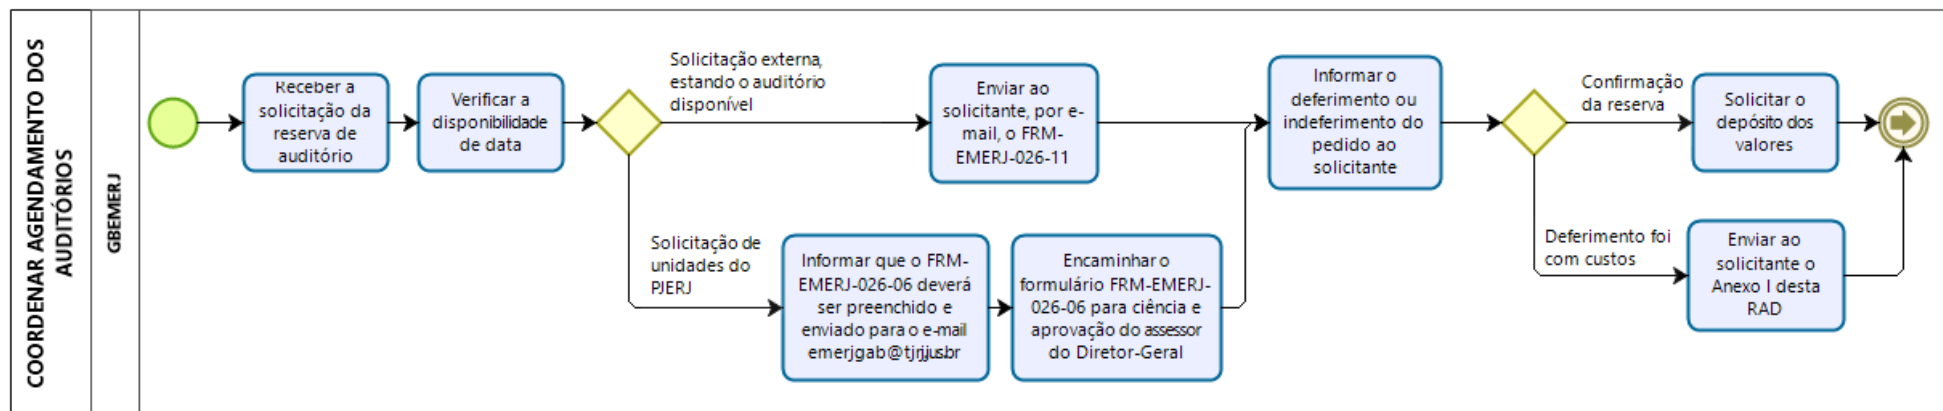 COORDENAR AGENDAMENTO DOS
AUDITÓRIOS
GBEMERJ
Receber a
solicitação da
reserva de
auditório
Verificar a
disponibilidade
de data
Solicitação externa,
estando o auditório
disponível
Enviar ao
solicitante, por e-
mail, o FRM-
EMERJ-026-11
Solicitação de
unidades do
PJERJ
Informar que o FRM-
EMERJ-026-06 deverá
ser preenchido e
enviado para o e-mail
emerjgab@tjrj.jus.br
Encaminhar o
formulário FRM-EMERJ-
026-06 para ciência e
aprovação do assessor
do Diretor-Geral
Informar o
deferimento ou
indeferimento do
pedido ao
solicitante
Confirmação
da reserva
Solicitar o
depósito dos
valores
Deferimento foi
com custos
Enviar ao
solicitante o
Anexo I desta
RAD